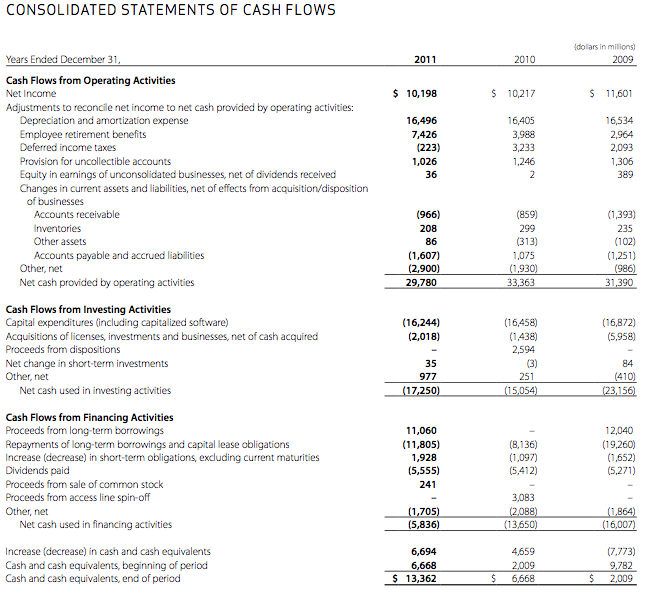 CONSOLIDATED STATEMENTS OF CASH FLOWS
(dollars in millions)
Years Ended December 31, 2011 2010 2009
Cash Flows from Operating Activities
Net Income $ 10,198 $ 10,217 $ 11,601
Adjustments to reconcile net income to net cash provided by operating activities:
Depreciation and amortization expense 16,496 16,405 16,534
Employee retirement benefits 7,426 3,988 2,964
Deferred income taxes (223) 3,233 2,093
Provision for uncollectible accounts 1,026 1,246 1,306
Equity in earnings of unconsolidated businesses, net of dividends received 36 2 389
Changes in current assets and liabilities, net of effects from acquisition/disposition
of businesses
Accounts receivable (966) (859) (1,393)
Inventories 208 299 235
Other assets 86 (313) (102)
Accounts payable and accrued liabilities (1,607) 1,075 (1,251)
Other, net (2,900) (1,930) (986)
Net cash provided by operating activities 29,780 33,363 31,390
Cash Flows from Investing Activities
Capital expenditures (including capitalized software) (16,244) (16,458) (16,872)
Acquisitions of licenses, investments and businesses, net of cash acquired (2,018) (1,438) (5,958)
Proceeds from dispositions – 2,594 –
Net change in short-term investments 35 (3) 84
Other, net 977 251 (410)
Net cash used in investing activities (17,250) (15,054) (23,156)
Cash Flows from Financing Activities
Proceeds from long-term borrowings 11,060 – 12,040
Repayments of long-term borrowings and capital lease obligations (11,805) (8,136) (19,260)
Increase (decrease) in short-term obligations, excluding current maturities 1,928 (1,097) (1,652)
Dividends paid (5,555) (5,412) (5,271)
Proceeds from sale of common stock 241 – –
Proceeds from access line spin-off – 3,083 –
Other, net (1,705) (2,088) (1,864)
Net cash used in financing activities (5,836) (13,650) (16,007)
Increase (decrease) in cash and cash equivalents 6,694 4,659 (7,773)
Cash and cash equivalents, beginning of period 6,668 2,009 9,782
Cash and cash equivalents, end of period $ 13,362 $ 6,668 $ 2,009